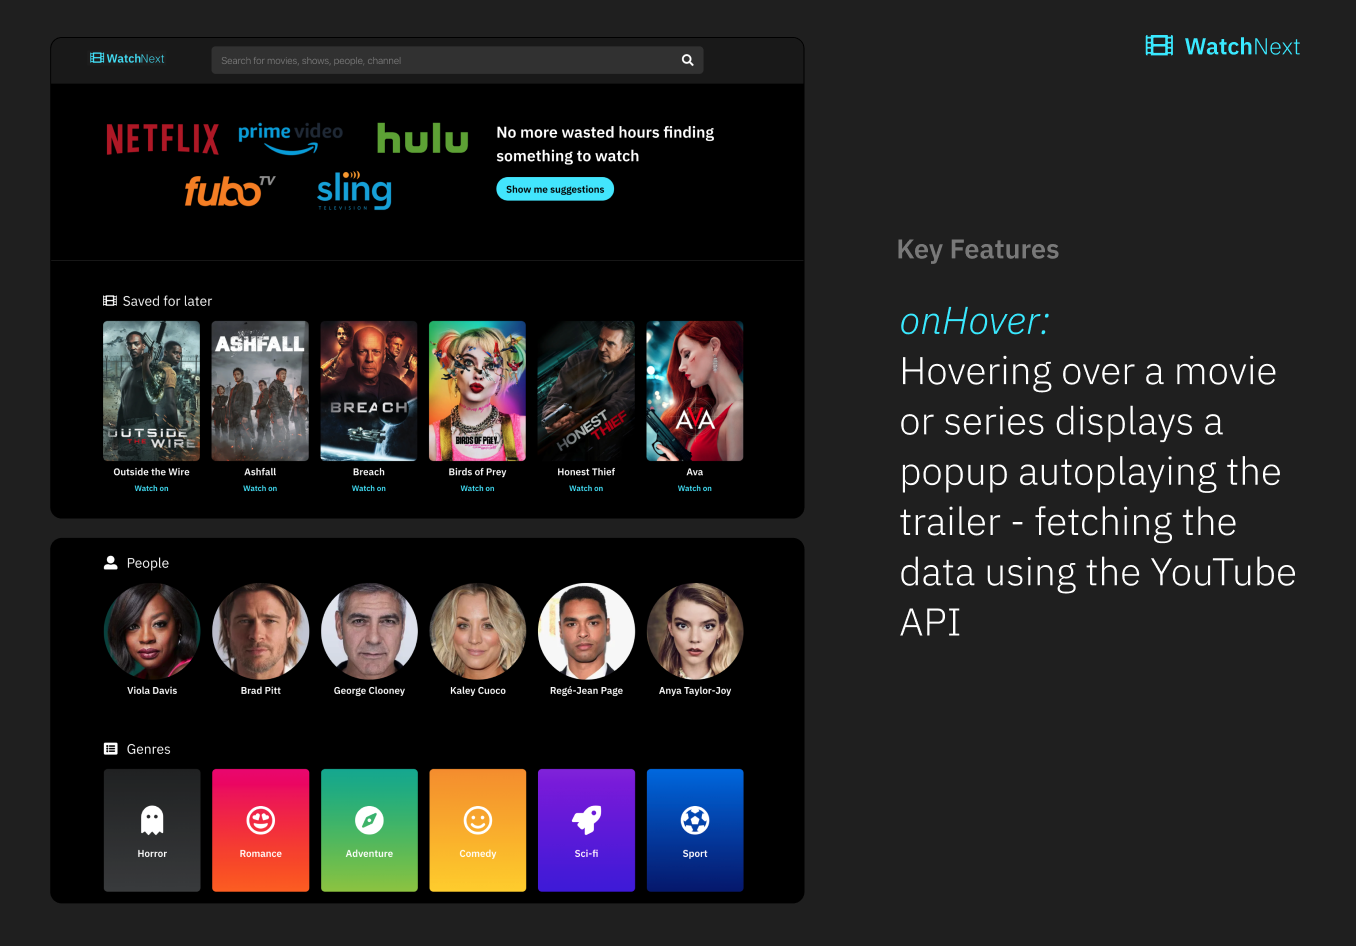 WatchNext
Search for movies, shows, people, channel
WatchNext
NETFLIX
prime video
hulu
fubo TV
sling
TELEVISION
No more wasted hours finding
something to watch
Show me suggestions
Saved for later
OUTSIDE
THE WIRE
ASHFALL
BREACH
BIRDS OF PREY
HONEST THIEF
AVA
Outside the Wire
Ashfall
Breach
Birds of Prey
Honest Thief
Ava
Watch on
Watch on
Watch on
Watch on
Watch on
Watch on
People
Viola Davis
Brad Pitt
George Clooney
Kaley Cuoco
Regé-Jean Page
Anya Taylor-Joy
Genres
Horror
Romance
Adventure
Comedy
Sci-fi
Sport
Key Features
onHover:
Hovering over a movie
or series displays a
popup autoplaying the
trailer - fetching the
data using the YouTube
API